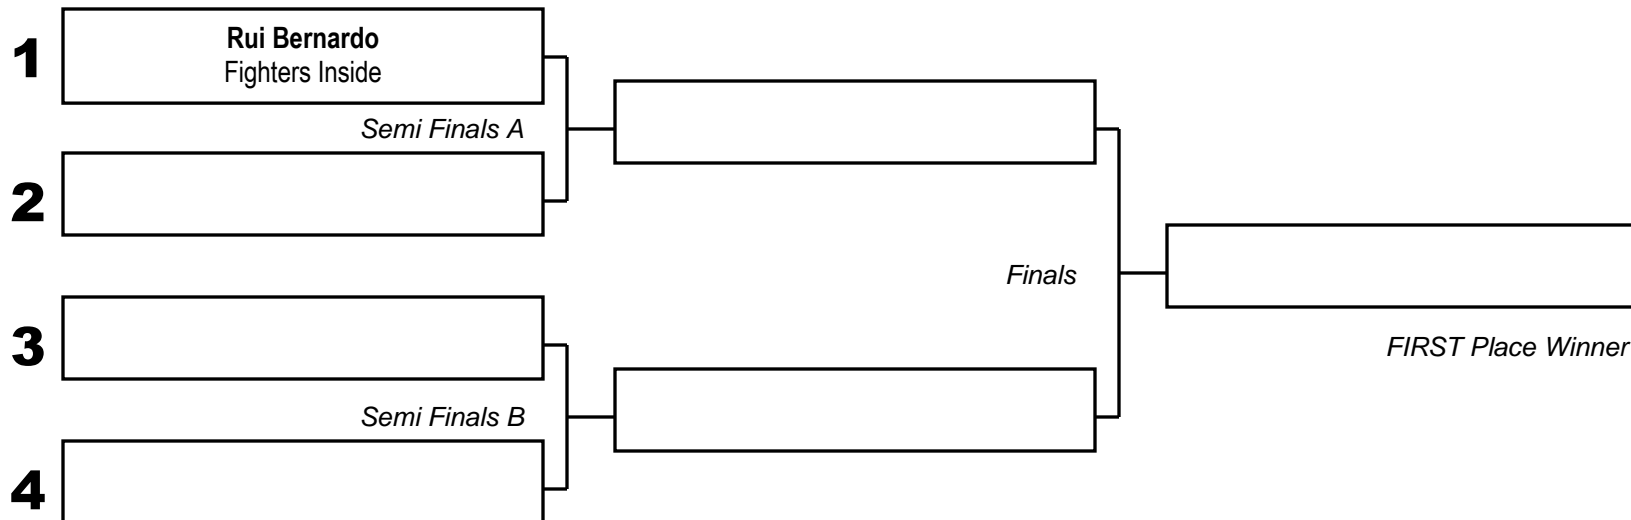 1
Rui Bernardo
Fighters Inside
Semi Finals A
2
Finals
3
FIRST Place Winner
Semi Finals B
4